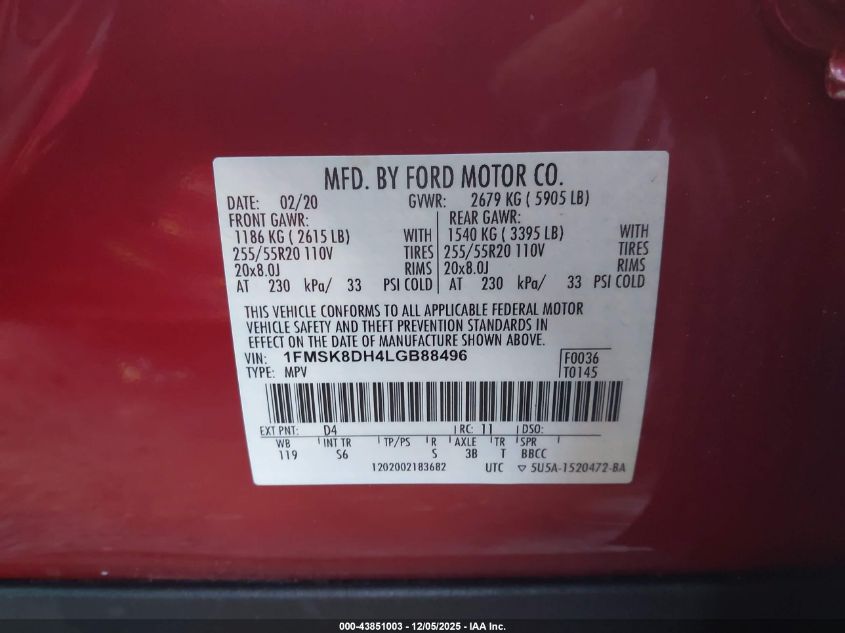 MFD. BY FORD MOTOR CO.
DATE: 02/20 GVWR: 2679 KG ( 5905 LB)
FRONT GAWR: REAR GAWR:
1186 KG ( 2615 LB) WITH 1540 KG ( 3395 LB) WITH
255/55R20 110V TIRES 255/55R20 110V TIRES
20x8.0J RIMS 20x8.0J RIMS
AT 230 kPa/ 33 PSI COLD AT 230 kPa/ 33 PSI COLD
THIS VEHICLE CONFORMS TO ALL APPLICABLE FEDERAL MOTOR
VEHICLE SAFETY AND THEFT PREVENTION STANDARDS IN
EFFECT ON THE DATE OF MANUFACTURE SHOWN ABOVE.
VIN: 1FMSK8DH4LGB88496 F0036
TYPE: MPV T0145
EXT PNT: D4 RC: 11 DSO:
WB INT TR TP/PS R AXLE TR SPR
119 S6 S 3B T BBCC
1202002183682 UTC ▽ 5U5A-1520472-BA
000-43851003 - 12/05/2025 - IAA Inc.